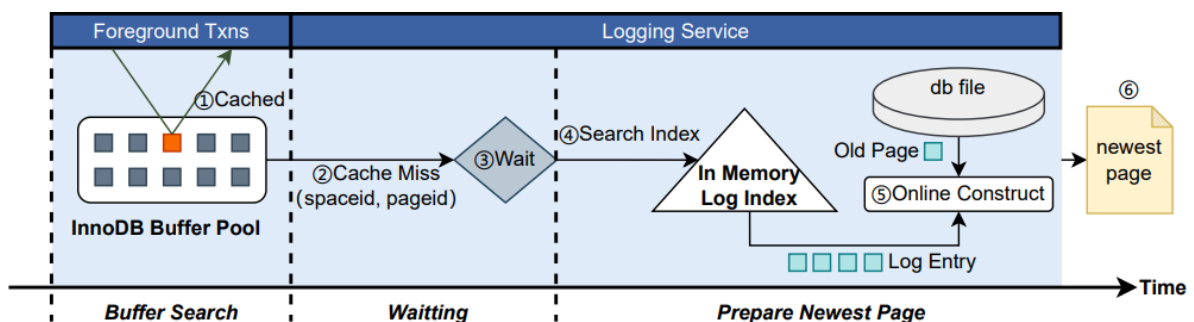 Foreground Txns
Logging Service
①Cached
InnoDB Buffer Pool
②Cache Miss
(spaceid, pageid)
③Wait
④Search Index
In Memory
Log Index
db file
Old Page
⑤Online Construct
Log Entry
⑥
newest
page
Time
Buffer Search
Waitting
Prepare Newest Page